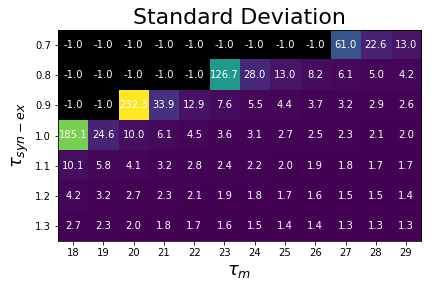 Standard Deviation
τsyn−ex
0.7 -1.0 -1.0 -1.0 -1.0 -1.0 -1.0 -1.0 -1.0 -1.0 61.0 22.6 13.0
0.8 -1.0 -1.0 -1.0 -1.0 -1.0 126.7 28.0 13.0 8.2 6.1 5.0 4.2
0.9 -1.0 -1.0 232.3 33.9 12.9 7.6 5.5 4.4 3.7 3.2 2.9 2.6
1.0 185.1 24.6 10.0 6.1 4.5 3.6 3.1 2.7 2.5 2.3 2.1 2.0
1.1 10.1 5.8 4.1 3.2 2.8 2.4 2.2 2.0 1.9 1.8 1.7 1.7
1.2 4.2 3.2 2.7 2.3 2.1 1.9 1.8 1.7 1.6 1.5 1.5 1.4
1.3 2.7 2.3 2.0 1.8 1.7 1.6 1.5 1.4 1.4 1.3 1.3 1.3
18 19 20 21 22 23 24 25 26 27 28 29
τm